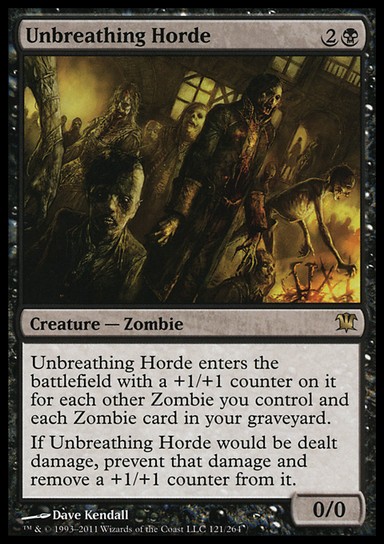 Unbreathing Horde 2
Creature — Zombie
Unbreathing Horde enters the
battlefield with a +1/+1 counter on it
for each other Zombie you control and
each Zombie card in your graveyard.
If Unbreathing Horde would be dealt
damage, prevent that damage and
remove a +1/+1 counter from it.
Dave Kendall
™ & © 1993–2011 Wizards of the Coast LLC 121/264
0/0